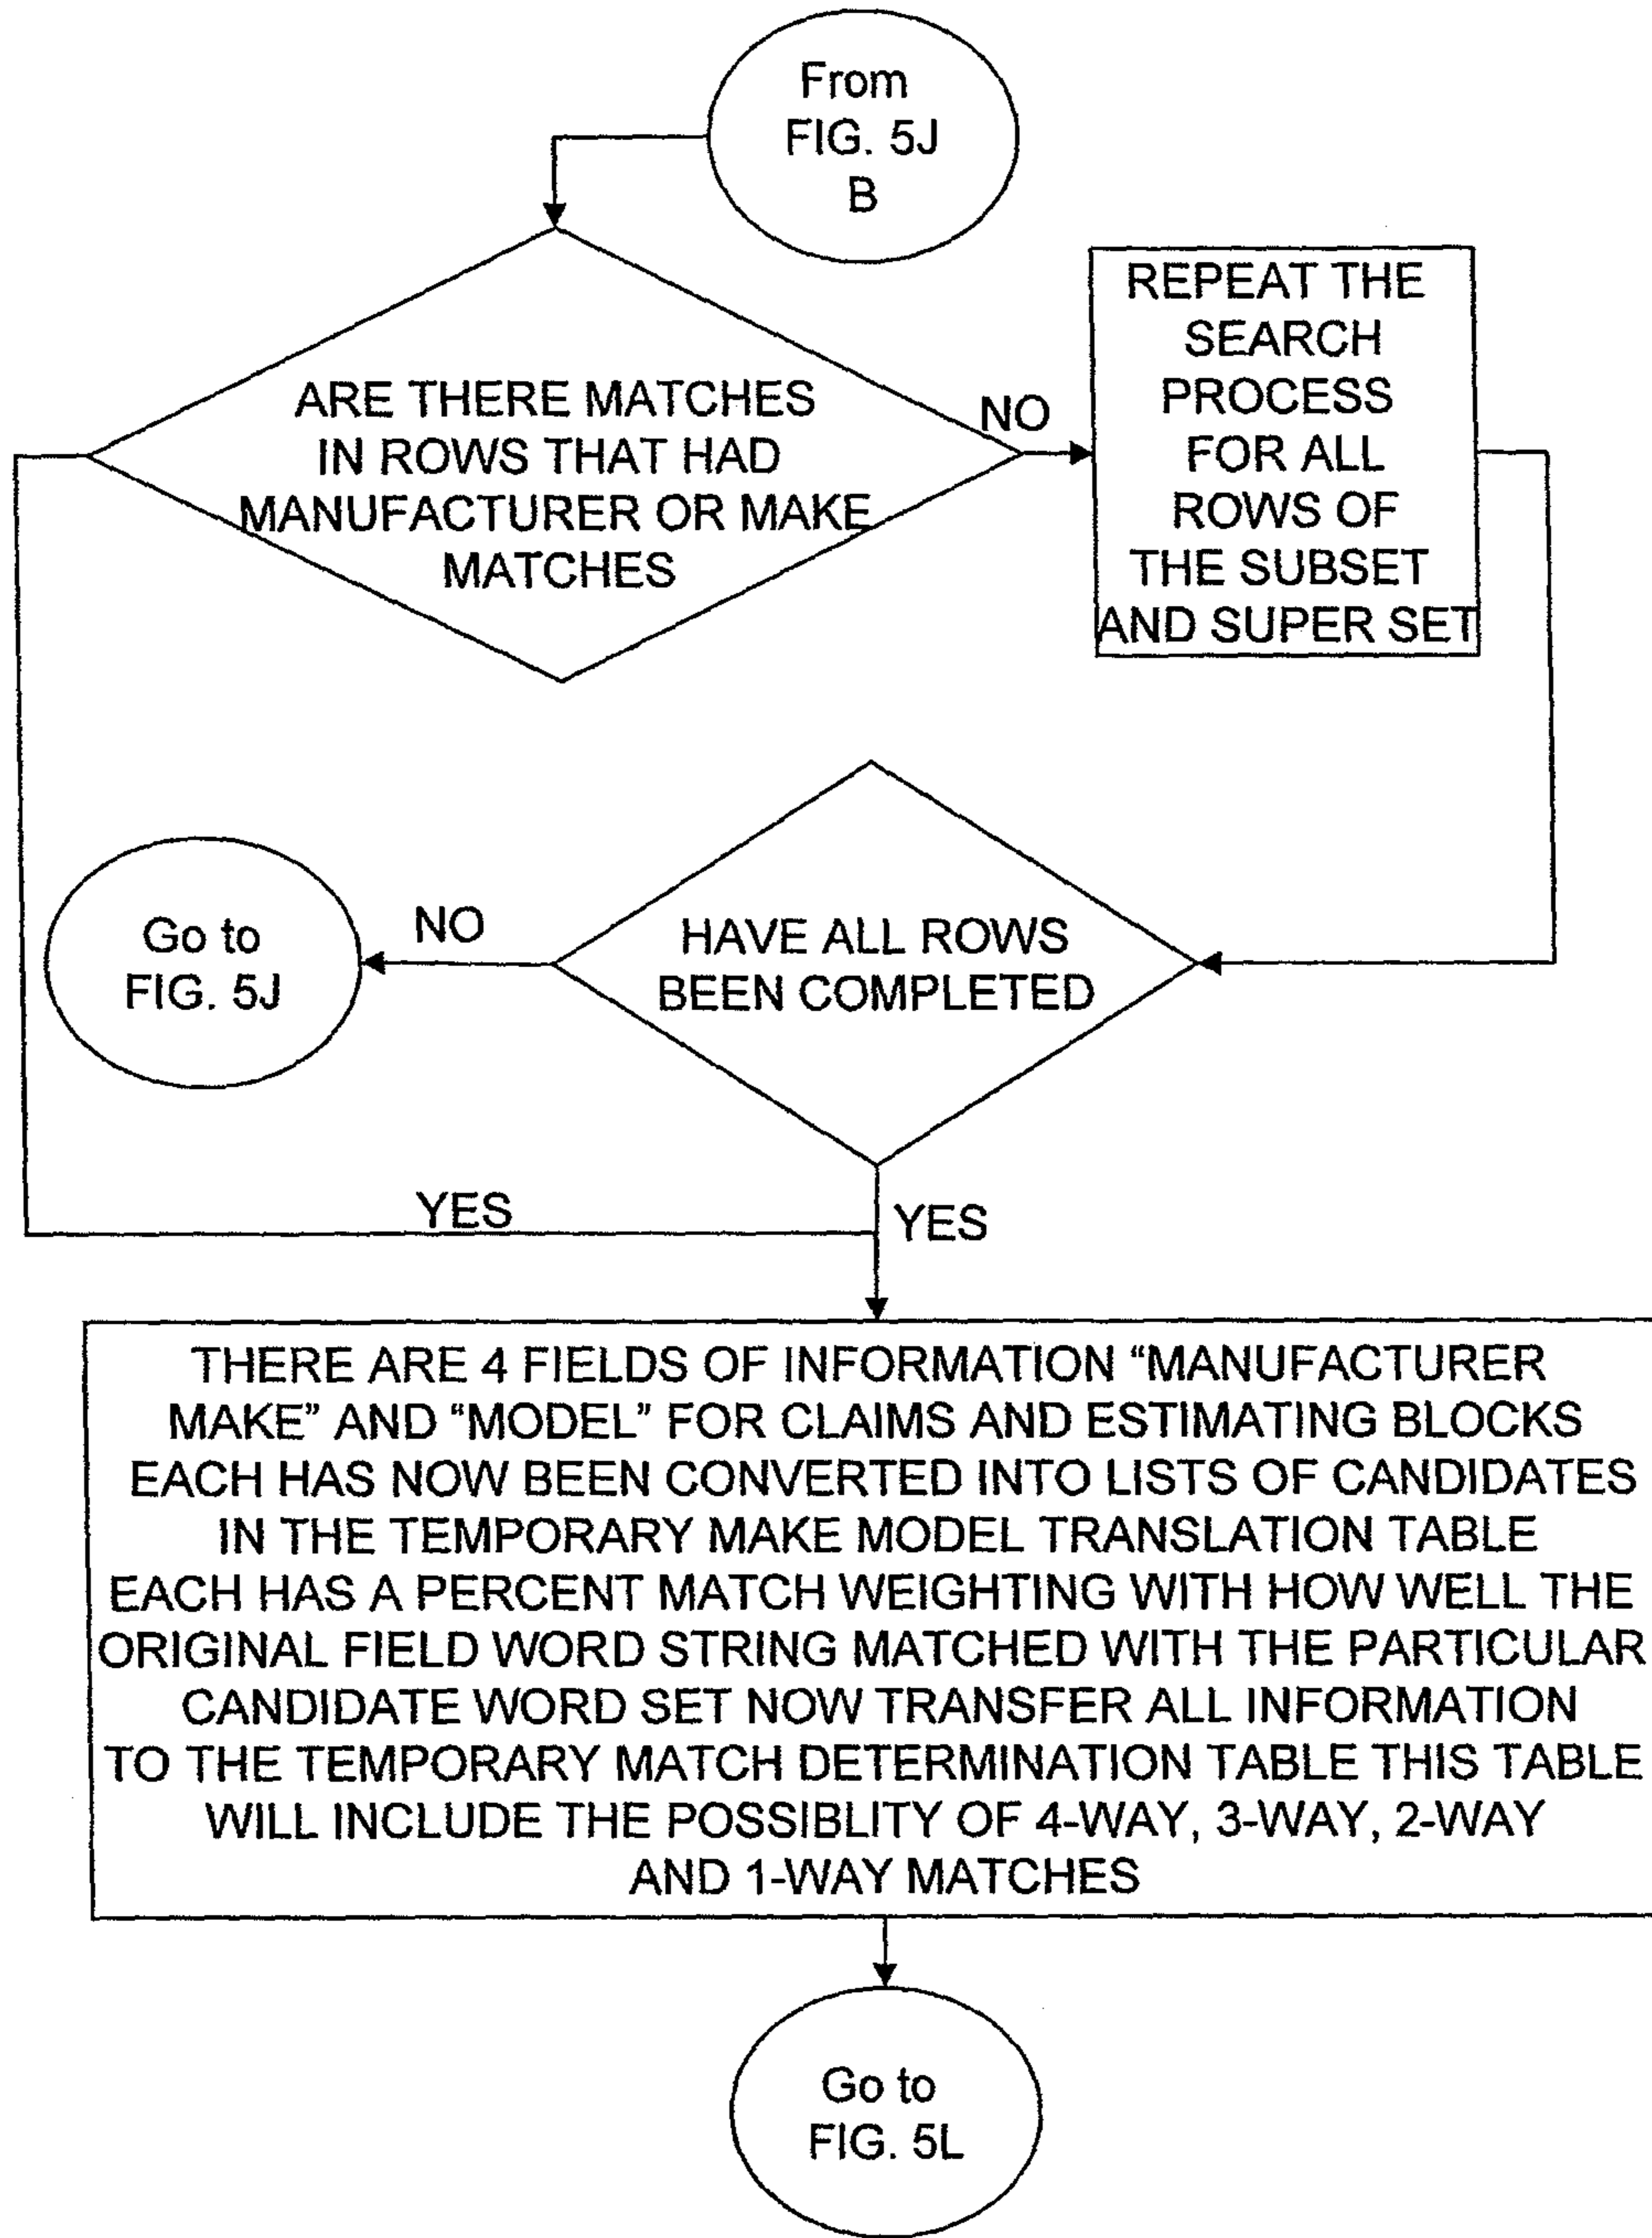 From
FIG. 5J
B
ARE THERE MATCHES
IN ROWS THAT HAD
MANUFACTURER OR MAKE
MATCHES
NO
REPEAT THE
SEARCH
PROCESS
FOR ALL
ROWS OF
THE SUBSET
AND SUPER SET
HAVE ALL ROWS
BEEN COMPLETED
NO
Go to
FIG. 5J
YES
YES
THERE ARE 4 FIELDS OF INFORMATION “MANUFACTURER
MAKE” AND “MODEL” FOR CLAIMS AND ESTIMATING BLOCKS
EACH HAS NOW BEEN CONVERTED INTO LISTS OF CANDIDATES
IN THE TEMPORARY MAKE MODEL TRANSLATION TABLE
EACH HAS A PERCENT MATCH WEIGHTING WITH HOW WELL THE
ORIGINAL FIELD WORD STRING MATCHED WITH THE PARTICULAR
CANDIDATE WORD SET NOW TRANSFER ALL INFORMATION
TO THE TEMPORARY MATCH DETERMINATION TABLE THIS TABLE
WILL INCLUDE THE POSSIBLITY OF 4-WAY, 3-WAY, 2-WAY
AND 1-WAY MATCHES
Go to
FIG. 5L